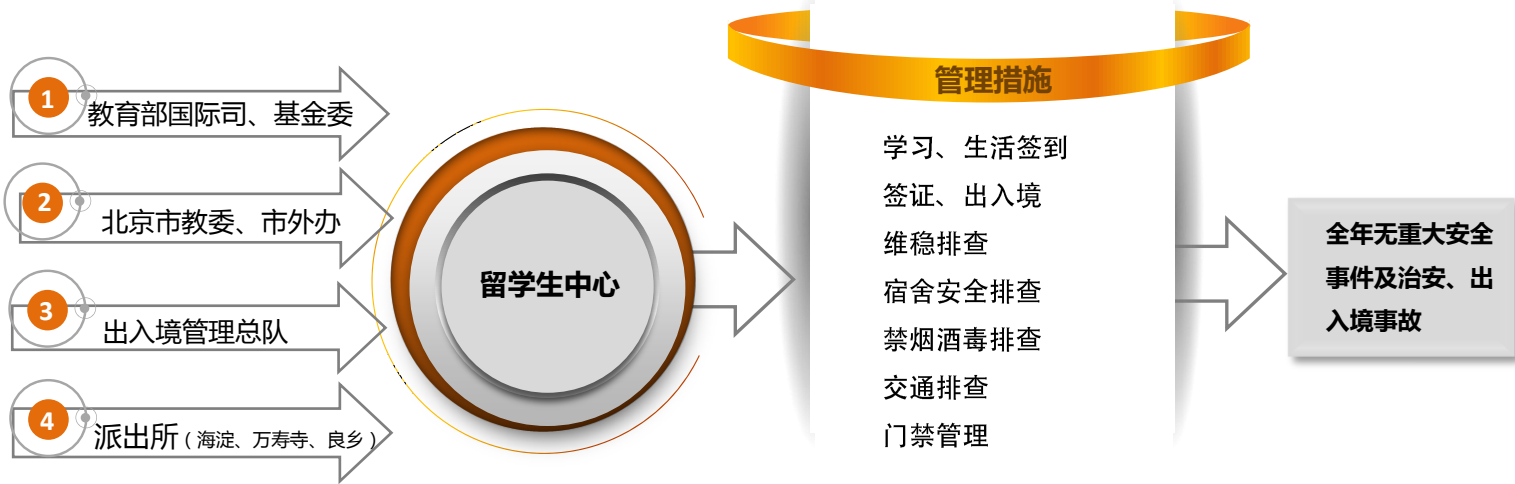 1
教育部国际司、基金委
2
北京市教委、市外办
3
出入境管理总队
4
派出所（海淀、万寿寺、良乡）
留学生中心
管理措施
学习、生活签到
签证、出入境
维稳排查
宿舍安全排查
禁烟酒毒排查
交通排查
门禁管理
全年无重大安全
事件及治安、出
入境事故